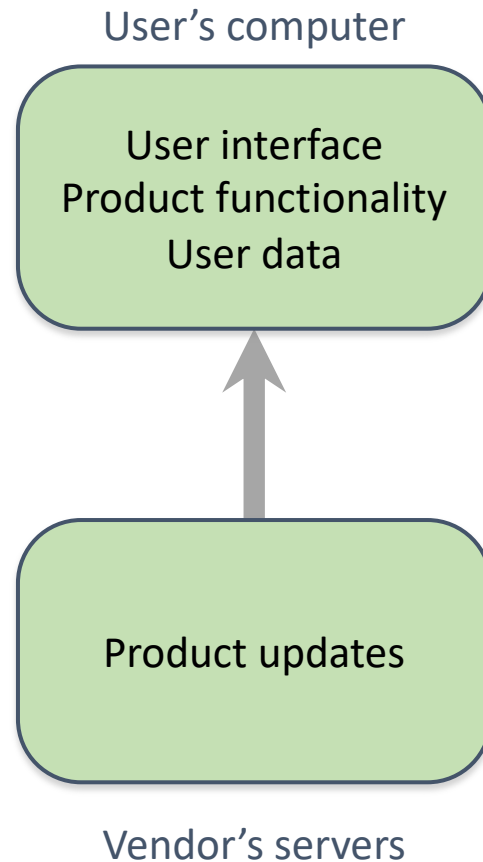 User’s computer
User interface
Product functionality
User data
Product updates
Vendor’s servers